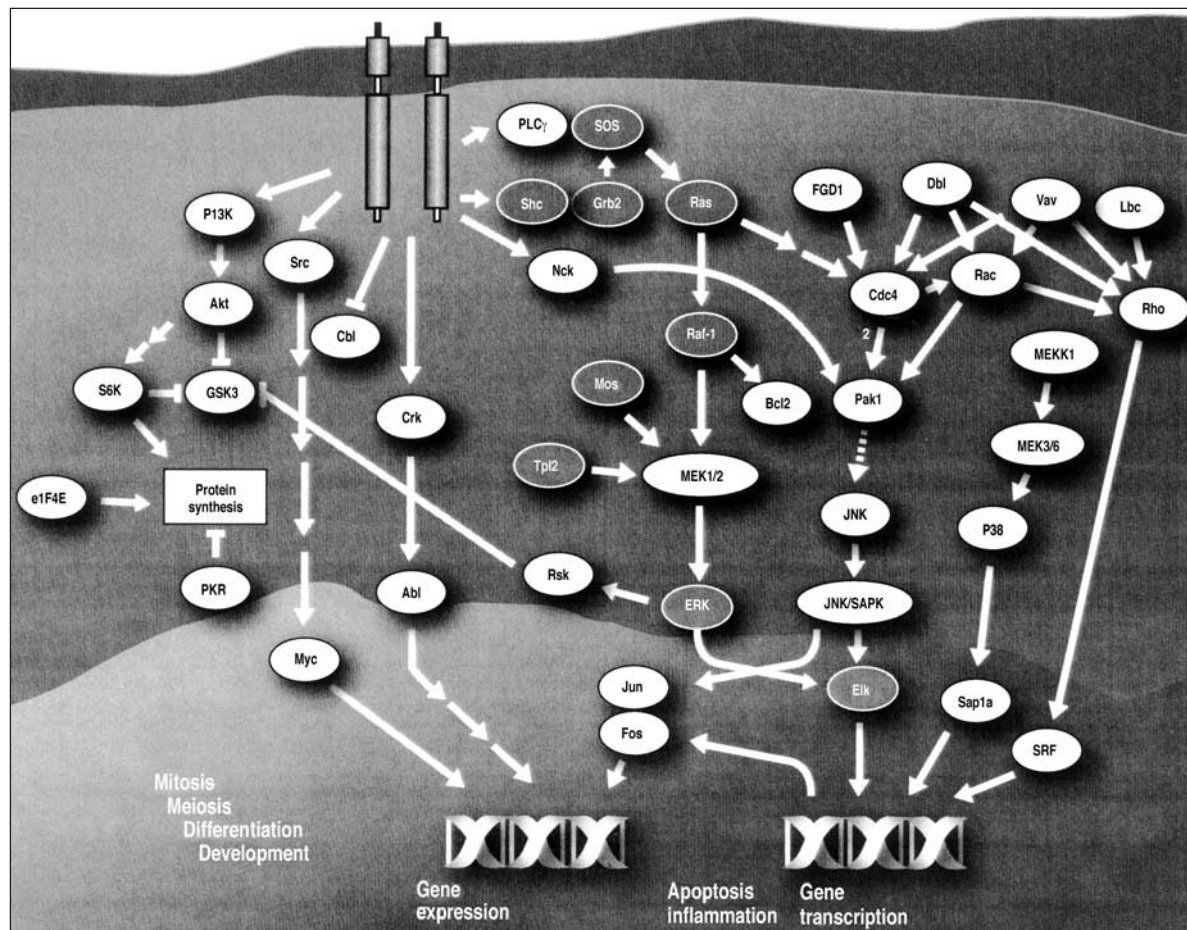 PLCγ
SOS
Shc
Grb2
Ras
FGD1
Dbl
Vav
Lbc
P13K
Src
Nck
Cdc4
2
Rac
Rho
Akt
Cbl
Raf-1
MEKK1
S6K
GSK3
Crk
Mos
Bcl2
Pak1
MEK3/6
Tpl2
MEK1/2
e1F4E
Protein
synthesis
JNK
P38
PKR
Abl
Rsk
ERK
JNK/SAPK
Myc
Jun
Elk
Sap1a
Fos
SRF
Mitosis
Meiosis
Differentiation
Development
Gene
expression
Apoptosis
inflammation
Gene
transcription